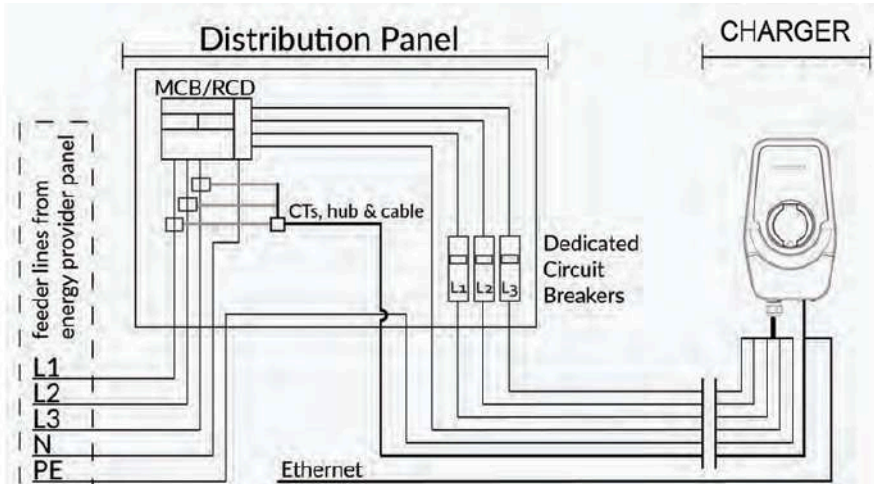 Distribution Panel
CHARGER
MCB/RCD
feeder lines from
energy provider panel
CTs, hub & cable
Dedicated
Circuit
Breakers
L1 L2 L3
L1
L2
L3
N
PE
Ethernet